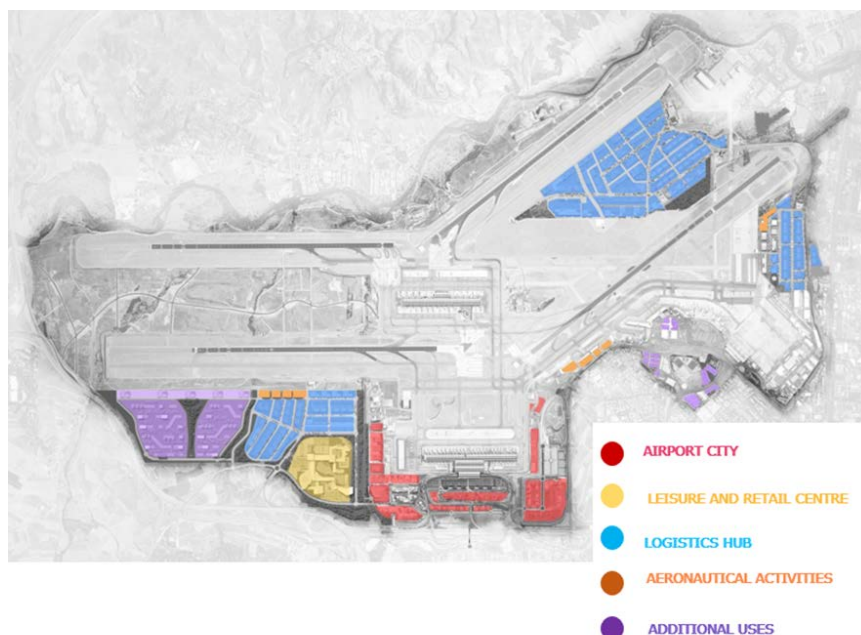 AIRPORT CITY
LEISURE AND RETAIL CENTRE
LOGISTICS HUB
AERONAUTICAL ACTIVITIES
ADDITIONAL USES